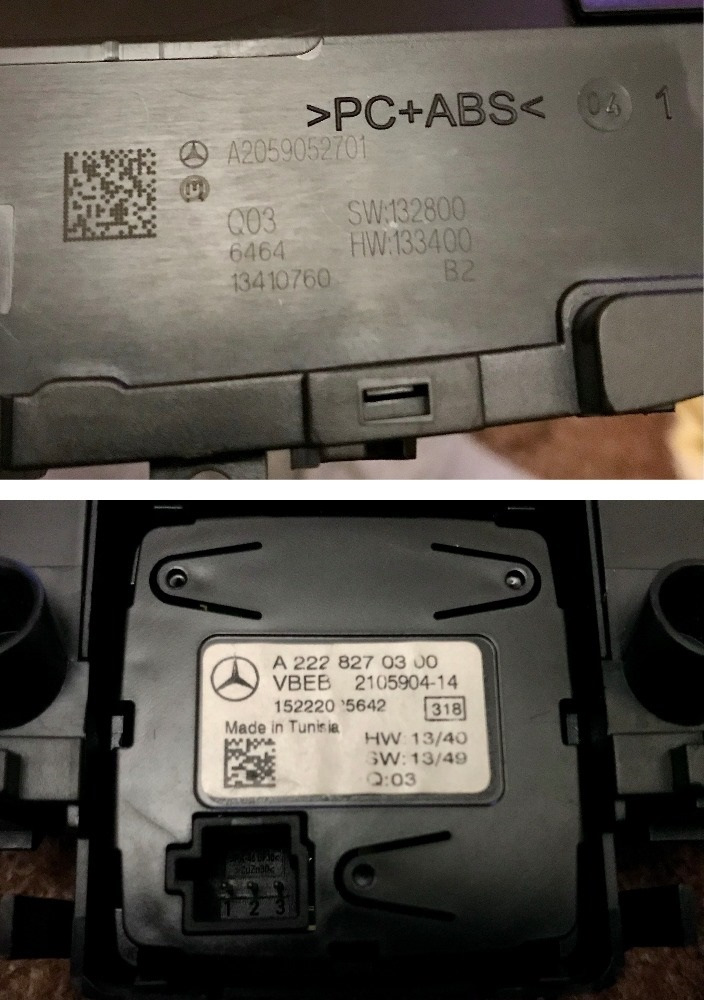 >PC+ABS< 04 1
A2059052701
Q03 SW:132800
6464 HW:133400
13410760 B2
A 222 827 03 00
VBEB 2105904-14
318
Made in Tunisia
HW: 13/40
SW: 13/49
Q:03
1 2 3